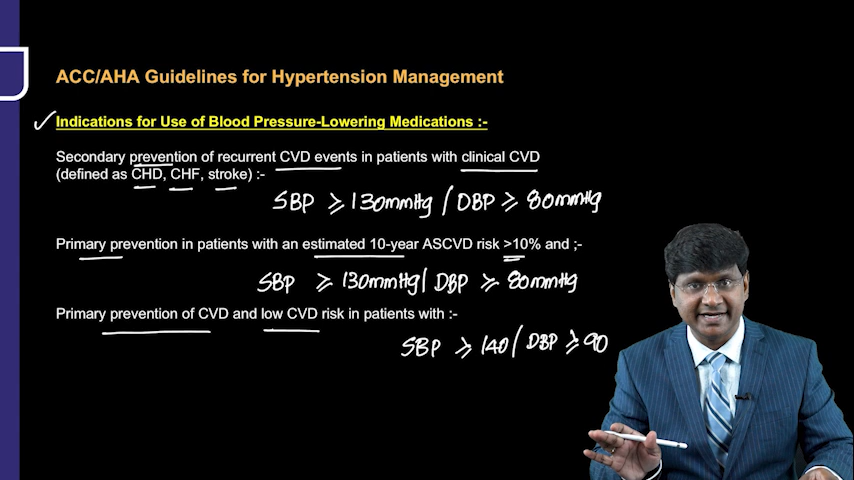 ACC/AHA Guidelines for Hypertension Management
Indications for Use of Blood Pressure-Lowering Medications :-
Secondary prevention of recurrent CVD events in patients with clinical CVD
(defined as CHD, CHF, stroke) :-
SBP ≥ 130mmHg / DBP ≥ 80mmHg
Primary prevention in patients with an estimated 10-year ASCVD risk >10% and ;-
SBP ≥ 130mmHg / DBP ≥ 80mmHg
Primary prevention of CVD and low CVD risk in patients with :-
SBP ≥ 140 / DBP ≥ 90